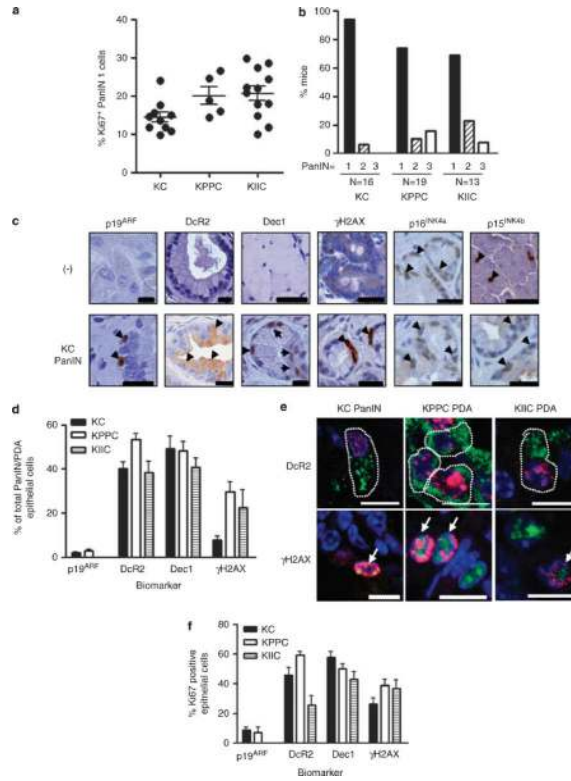 a
% Ki67⁺ PanIN 1 cells
40
30
20
10
0
KC KPPC KIIC
b
% mice
100
80
60
40
20
0
PanIN= 1 2 3 1 2 3 1 2 3
N=16 N=19 N=13
KC KPPC KIIC
c
p19ARF DcR2 Dec1 γH2AX p16INK4a p15INK4b
(-)
KC
PanIN
d
% of total PanIN/PDA
epithelial cells
60
40
20
0
KC
KPPC
KIIC
p19ARF DcR2 Dec1 γH2AX
Biomarker
e
KC PanIN KPPC PDA KIIC PDA
DcR2
γH2AX
f
% Ki67 positive
epithelial cells
80
60
40
20
0
KC
KPPC
KIIC
p19ARF DcR2 Dec1 γH2AX
Biomarker